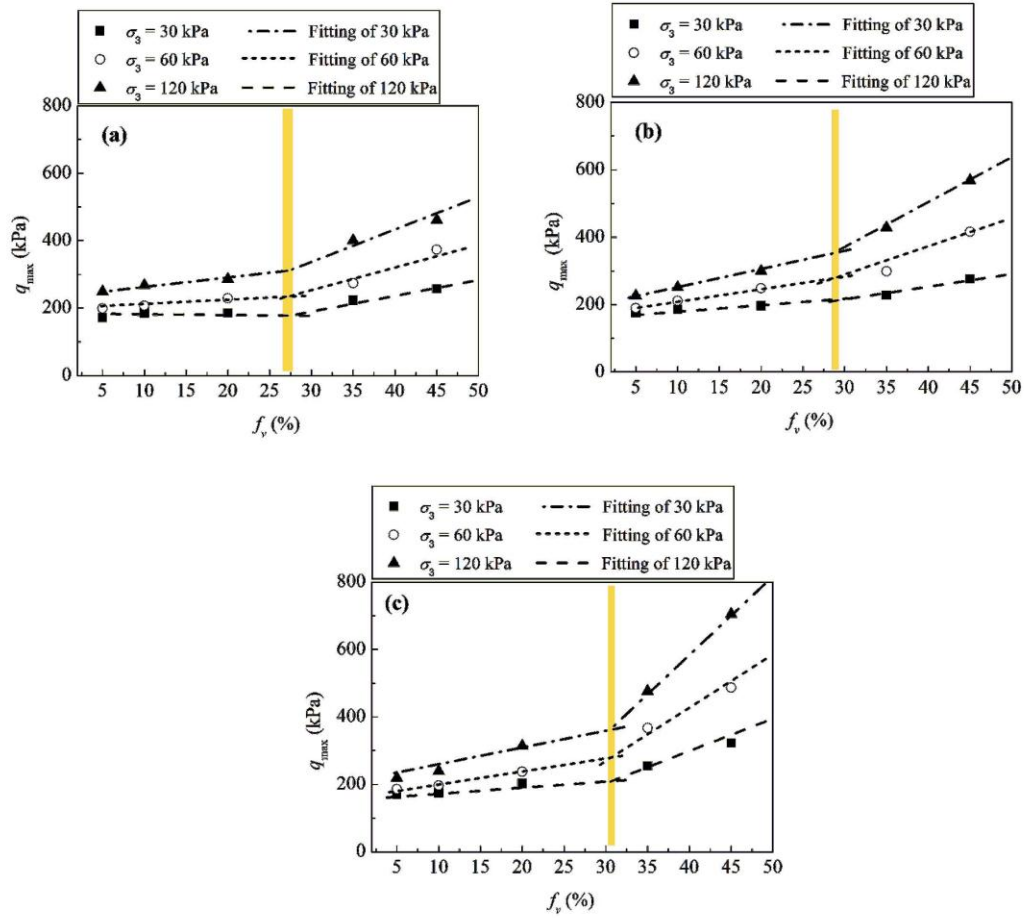 σ3 = 30 kPa Fitting of 30 kPa
σ3 = 60 kPa Fitting of 60 kPa
σ3 = 120 kPa Fitting of 120 kPa
(a)
800
600
400
200
0
qmax (kPa)
5 10 15 20 25 30 35 40 45 50
fv (%)
σ3 = 30 kPa Fitting of 30 kPa
σ3 = 60 kPa Fitting of 60 kPa
σ3 = 120 kPa Fitting of 120 kPa
(b)
800
600
400
200
0
qmax (kPa)
5 10 15 20 25 30 35 40 45 50
fv (%)
σ3 = 30 kPa Fitting of 30 kPa
σ3 = 60 kPa Fitting of 60 kPa
σ3 = 120 kPa Fitting of 120 kPa
(c)
800
600
400
200
0
qmax (kPa)
5 10 15 20 25 30 35 40 45 50
fv (%)